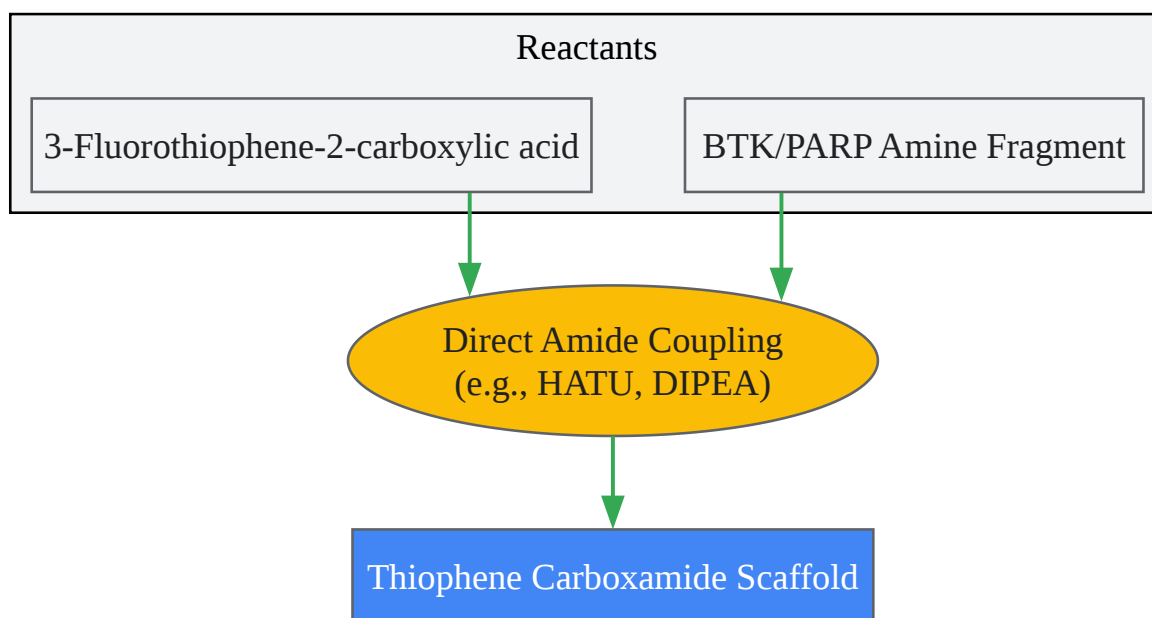 Reactants
3-Fluorothiophene-2-carboxylic acid
BTK/PARP Amine Fragment
Direct Amide Coupling
(e.g., HATU, DIPEA)
Thiophene Carboxamide Scaffold